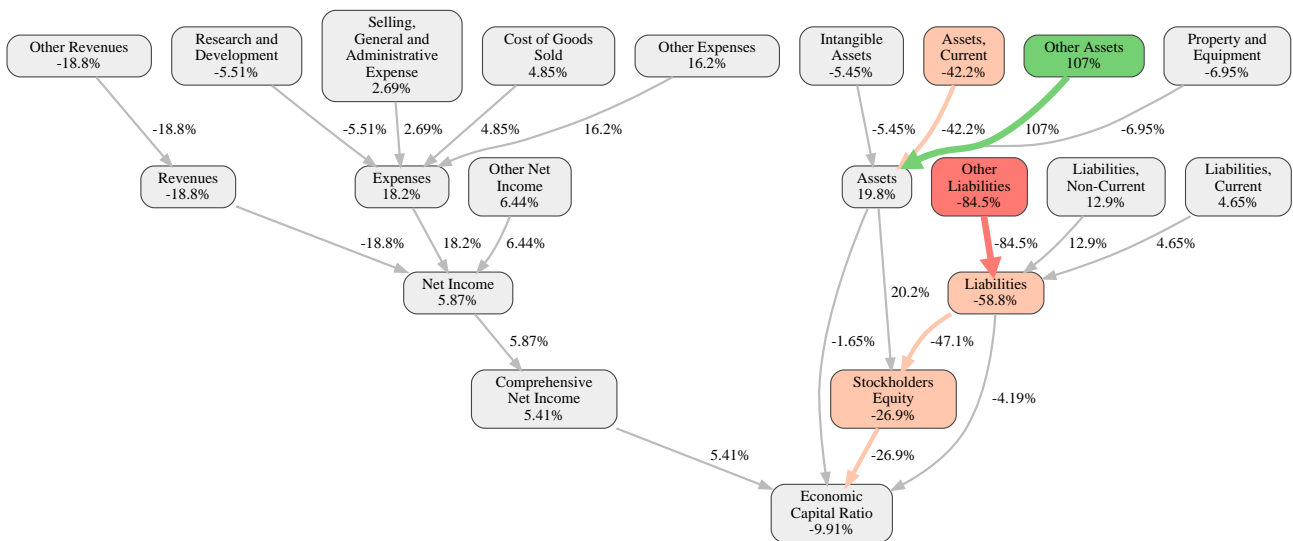 Other Revenues
-18.8%
Research and
Development
-5.51%
Selling,
General and
Administrative
Expense
2.69%
Cost of Goods
Sold
4.85%
Other Expenses
16.2%
Intangible
Assets
-5.45%
Assets,
Current
-42.2%
Other Assets
107%
Property and
Equipment
-6.95%
-18.8%
-5.51%
2.69%
4.85%
16.2%
-5.45%
-42.2%
107%
-6.95%
Revenues
-18.8%
Expenses
18.2%
Other Net
Income
6.44%
Assets
19.8%
Other
Liabilities
-84.5%
Liabilities,
Non-Current
12.9%
Liabilities,
Current
4.65%
-18.8%
18.2%
6.44%
-84.5%
12.9%
4.65%
Net Income
5.87%
20.2%
Liabilities
-58.8%
5.87%
-1.65%
-47.1%
Comprehensive
Net Income
5.41%
Stockholders
Equity
-26.9%
-4.19%
5.41%
-26.9%
Economic
Capital Ratio
-9.91%